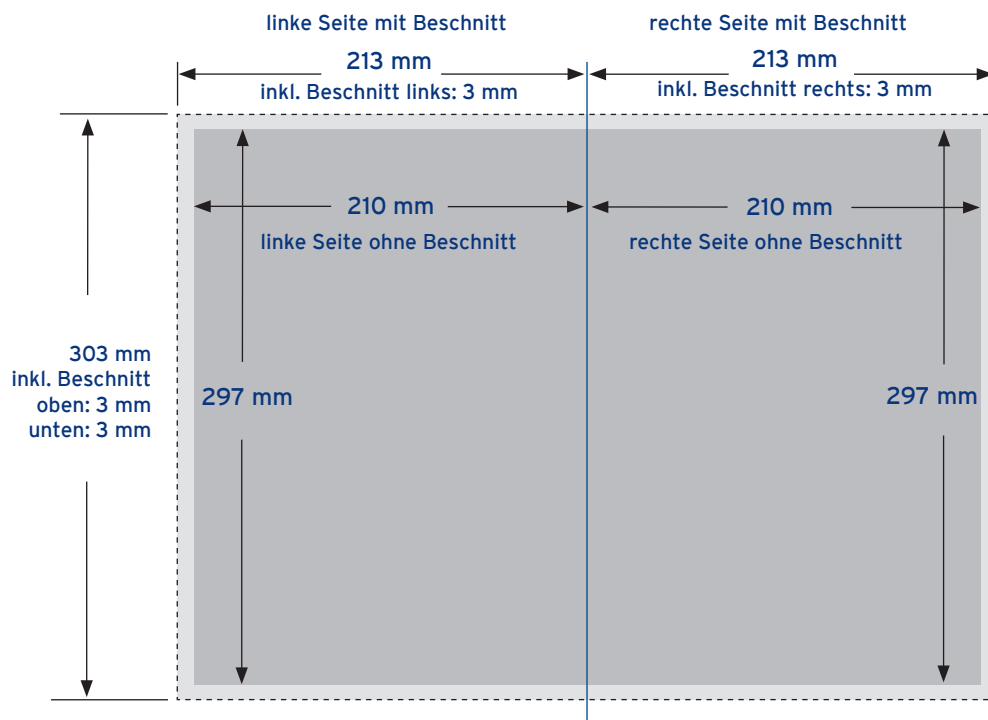 linke Seite mit Beschnitt
rechte Seite mit Beschnitt
213 mm
213 mm
inkl. Beschnitt links: 3 mm
inkl. Beschnitt rechts: 3 mm
210 mm
210 mm
linke Seite ohne Beschnitt
rechte Seite ohne Beschnitt
303 mm
inkl. Beschnitt
oben: 3 mm
unten: 3 mm
297 mm
297 mm